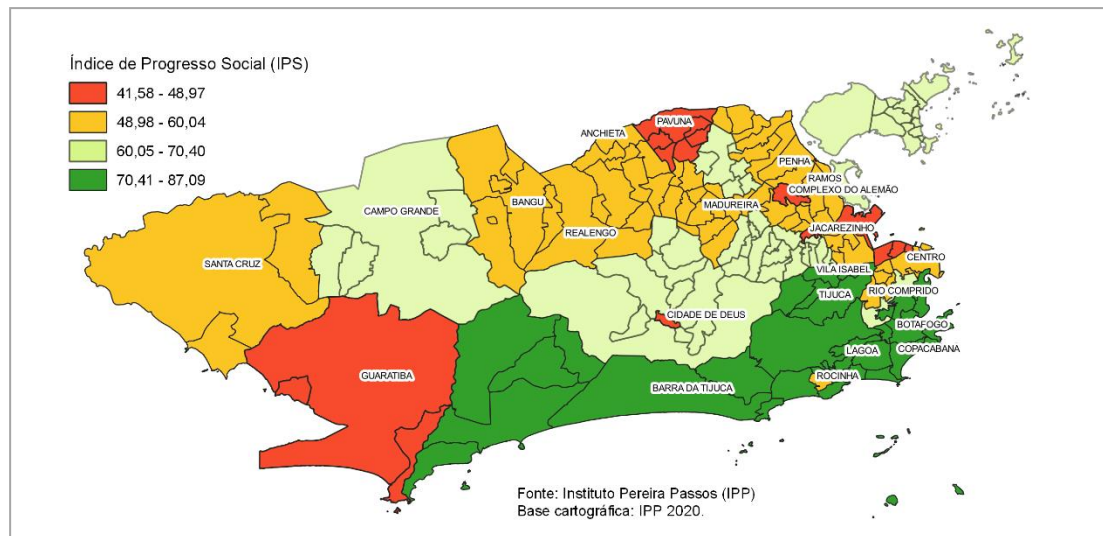 Índice de Progresso Social (IPS)
41,58 - 48,97
48,98 - 60,04
60,05 - 70,40
70,41 - 87,09
PAVUNA
ANCHIETA
PENHA
RAMOS
COMPLEXO DO ALEMÃO
CAMPO GRANDE
BANGU
MADUREIRA
REALENGO
JACAREZINHO
CENTRO
SANTA CRUZ
VILA ISABEL
RIO COMPRIDO
TIJUCA
CIDADE DE DEUS
BOTAFOGO
LAGOA
COPACABANA
GUARATIBA
ROCINHA
BARRA DA TIJUCA
Fonte: Instituto Pereira Passos (IPP)
Base cartográfica: IPP 2020.